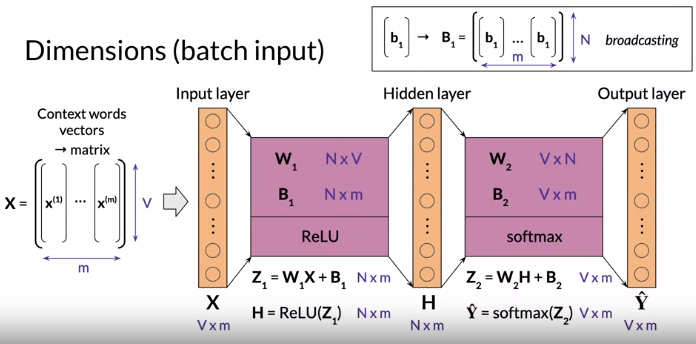 Dimensions (batch input)
b₁ → B₁ = b₁ ... b₁ N broadcasting
m
Context words
vectors
→ matrix
X = x⁽¹⁾ ... x⁽ᵐ⁾ V
m
Input layer
Hidden layer
Output layer
W₁ N x V
B₁ N x m
ReLU
W₂ V x N
B₂ V x m
softmax
Z₁ = W₁X + B₁ N x m
H = ReLU(Z₁) N x m
Z₂ = W₂H + B₂ V x m
Ŷ = softmax(Z₂) V x m
X
V x m
H
N x m
Ŷ
V x m